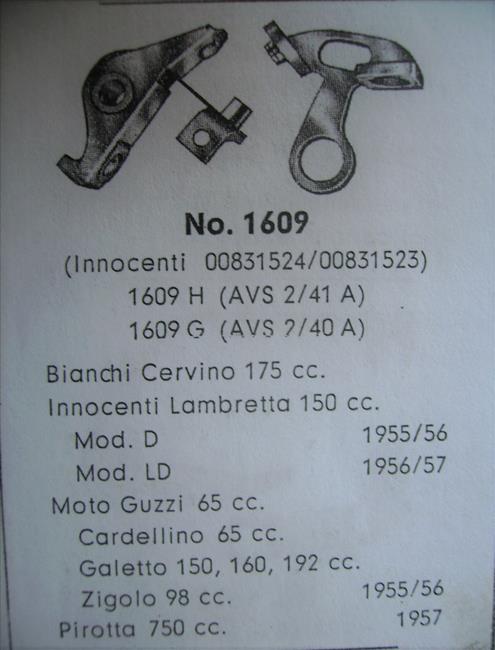 No. 1609
(Innocenti 00831524/00831523)
1609 H (AVS 2/41 A)
1609 G (AVS 2/40 A)
Bianchi Cervino 175 cc.
Innocenti Lambretta 150 cc.
Mod. D 1955/56
Mod. LD 1956/57
Moto Guzzi 65 cc.
Cardellino 65 cc.
Galetto 150, 160, 192 cc.
Zigolo 98 cc. 1955/56
Pirotta 750 cc. 1957